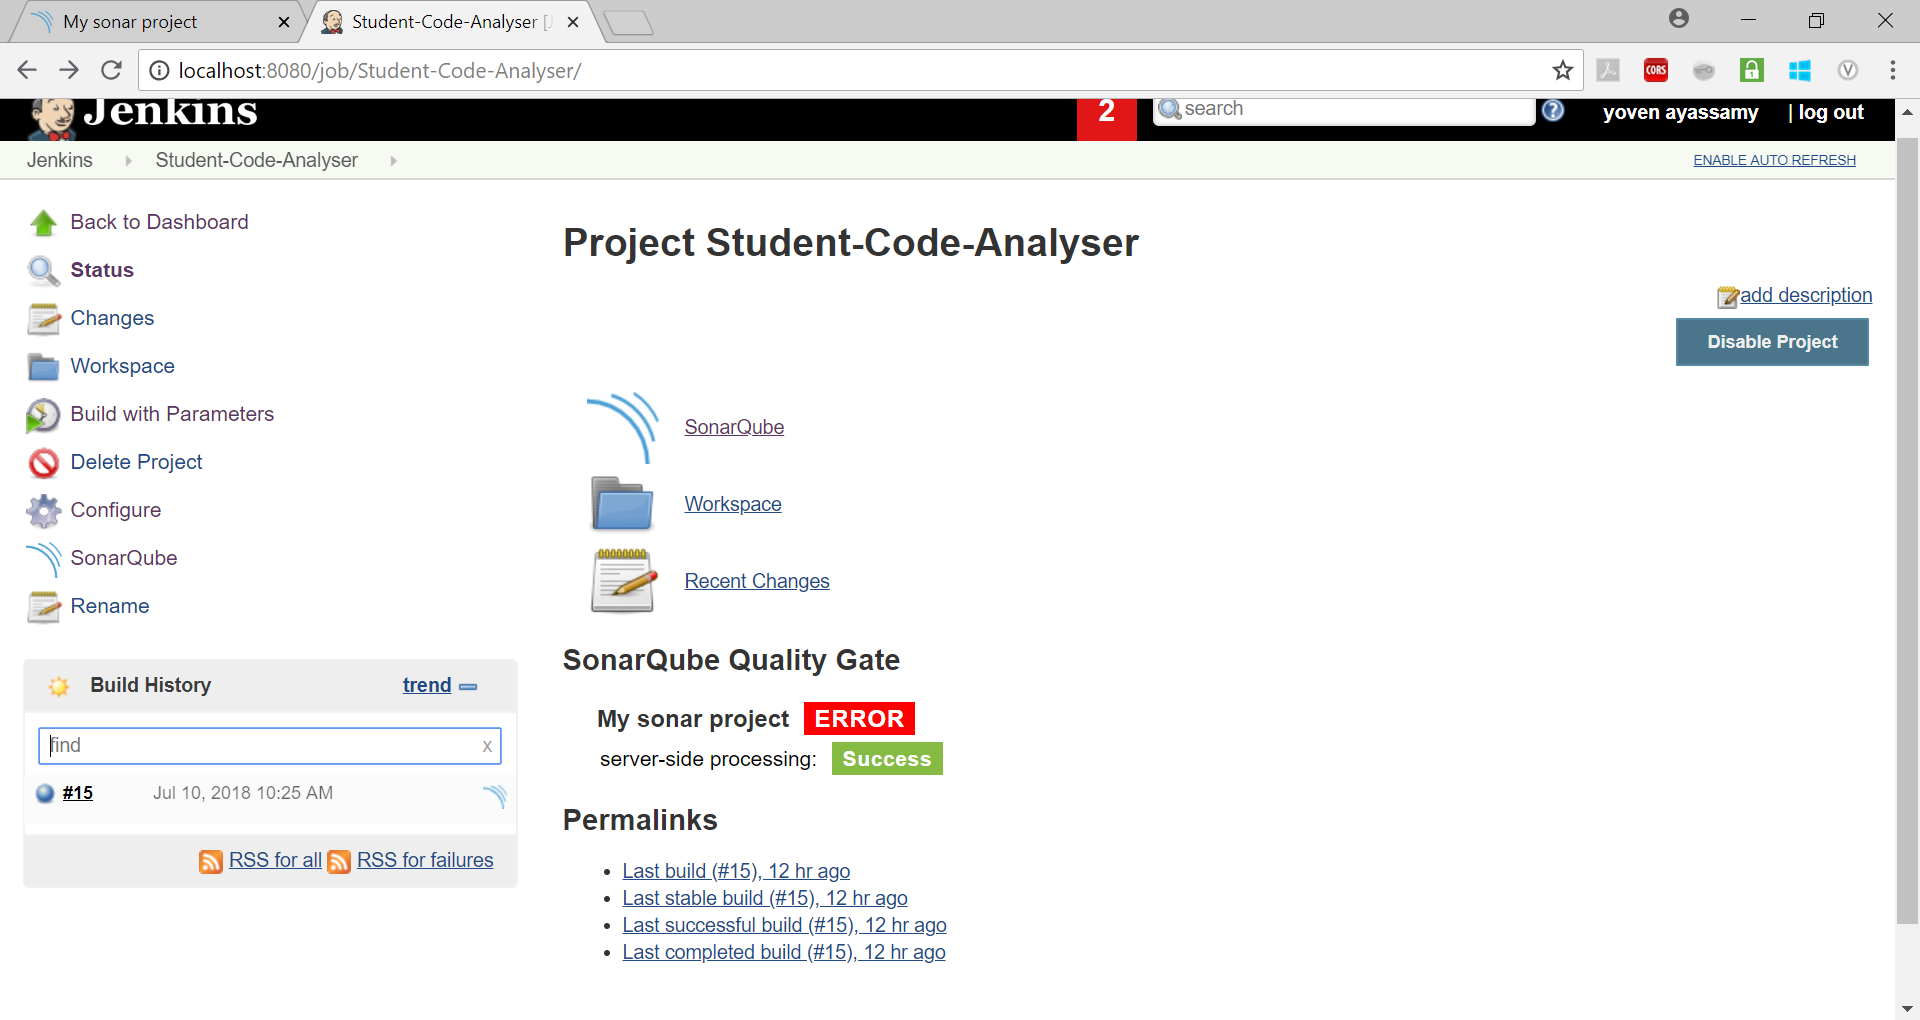 My sonar project
Student-Code-Analyser [J
localhost:8080/job/Student-Code-Analyser/
CORS
V
Jenkins
2
search
?
yoven ayassamy
| log out
Jenkins
Student-Code-Analyser
ENABLE AUTO REFRESH
Back to Dashboard
Status
Changes
Workspace
Build with Parameters
Delete Project
Configure
SonarQube
Rename
Build History
trend
find
x
#15
Jul 10, 2018 10:25 AM
RSS for all
RSS for failures
Project Student-Code-Analyser
add description
Disable Project
SonarQube
Workspace
Recent Changes
SonarQube Quality Gate
My sonar project ERROR
server-side processing: Success
Permalinks
Last build (#15), 12 hr ago
Last stable build (#15), 12 hr ago
Last successful build (#15), 12 hr ago
Last completed build (#15), 12 hr ago